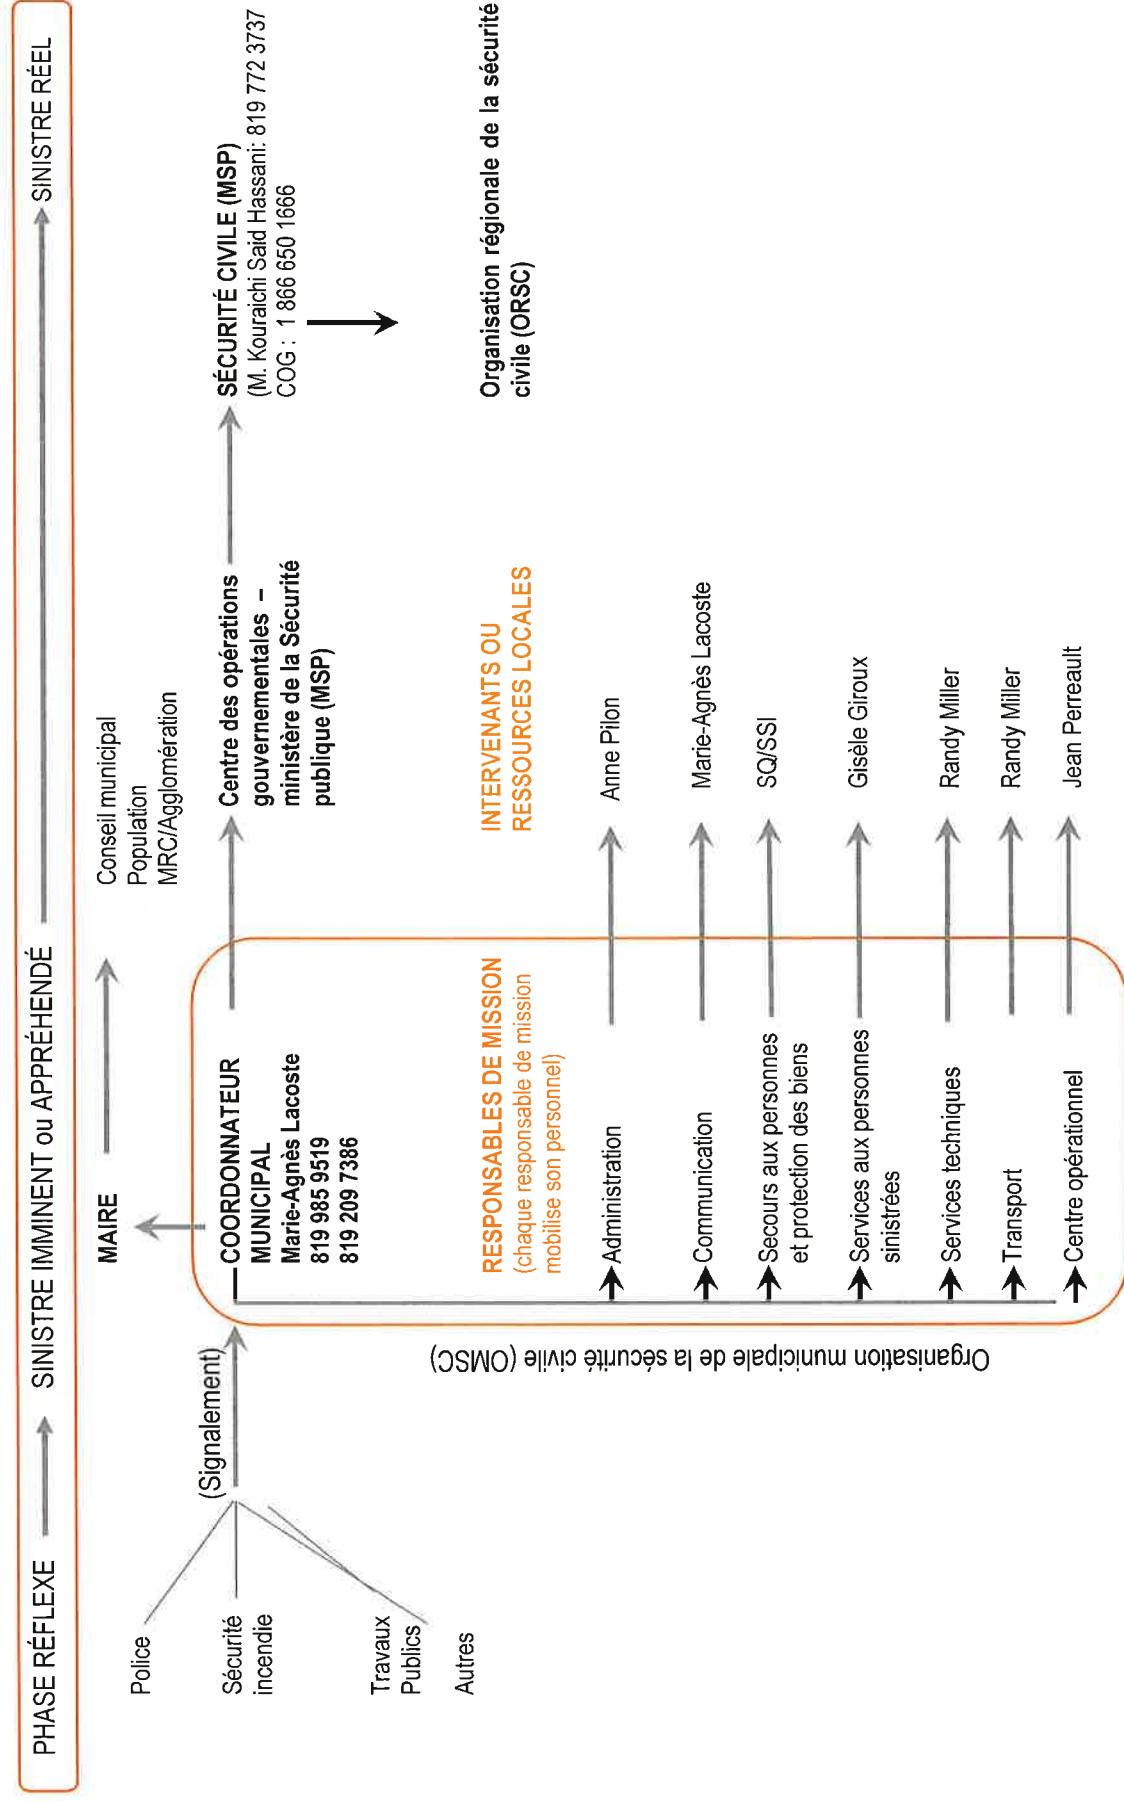 PHASE RÉFLEXE
SINISTRE IMMINENT ou APPRÉHENDÉ
SINISTRE RÉEL
Police
Sécurité
incendie
Travaux
Publics
Autres
(Signalement)
MAIRE
Conseil municipal
Population
MRC/Agglomération
COORDONNATEUR
MUNICIPAL
Marie-Agnès Lacoste
819 985 9519
819 209 7386
Centre des opérations
gouvernementales –
ministère de la Sécurité
publique (MSP)
SÉCURITÉ CIVILE (MSP)
(M. Kouraichi Said Hassani: 819 772 3737
COG : 1 866 650 1666
Organisation régionale de la sécurité
civile (ORSC)
Organisation municipale de la sécurité civile (OMSC)
RESPONSABLES DE MISSION
(chaque responsable de mission
mobilise son personnel)
INTERVENANTS OU
RESSOURCES LOCALES
Administration
Anne Pilon
Communication
Marie-Agnès Lacoste
Secours aux personnes
et protection des biens
SQ/SSI
Services aux personnes
sinistrées
Gisèle Giroux
Services techniques
Randy Miller
Transport
Randy Miller
Centre opérationnel
Jean Perreault